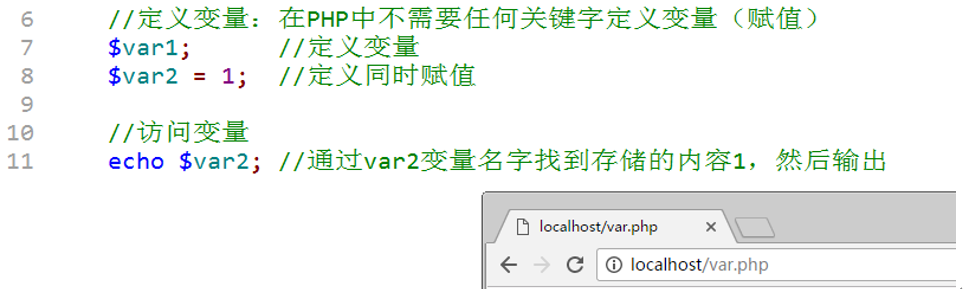 6 //定义变量：在PHP中不需要任何关键字定义变量（赋值）
7 $var1; //定义变量
8 $var2 = 1; //定义同时赋值
9
10 //访问变量
11 echo $var2; //通过var2变量名字找到存储的内容1，然后输出
localhost/var.php
localhost/var.php